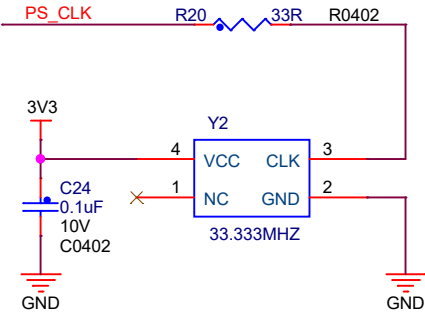 PS_CLK R20 33R R0402
3V3
Y2
4 VCC CLK 3
1 NC GND 2
C24
0.1uF
10V
C0402
33.333MHZ
GND GND